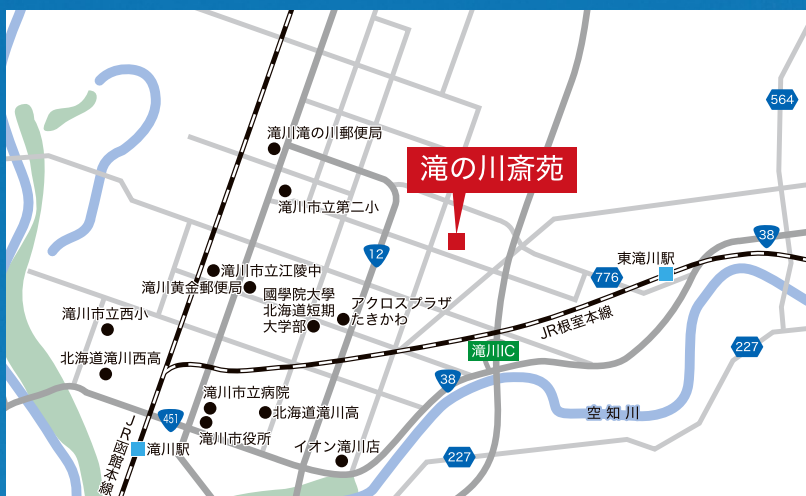 564
滝川滝の川郵便局
滝の川斎苑
滝川市立第二小
38
12
東滝川駅
776
滝川市立江陵中
滝川黄金郵便局
國學院大學
北海道短期
大学部
アクロスプラザ
たきかわ
滝川市立西小
JR根室本線
滝川IC
227
北海道滝川西高
38
滝川市立病院
451
北海道滝川高
空知川
滝川市役所
イオン滝川店
滝川駅
227
JR函館本線